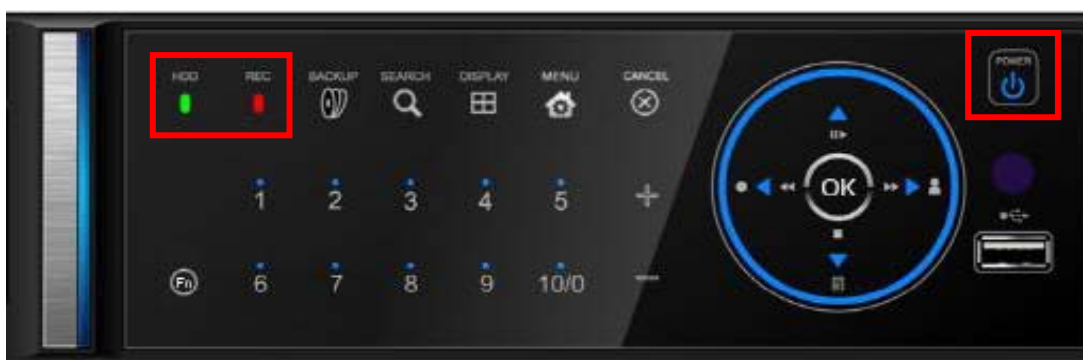 HDD REC BACKUP SEARCH DISPLAY MENU CANCEL
POWER
OK
1 2 3 4 5
Fn 6 7 8 9 10/0